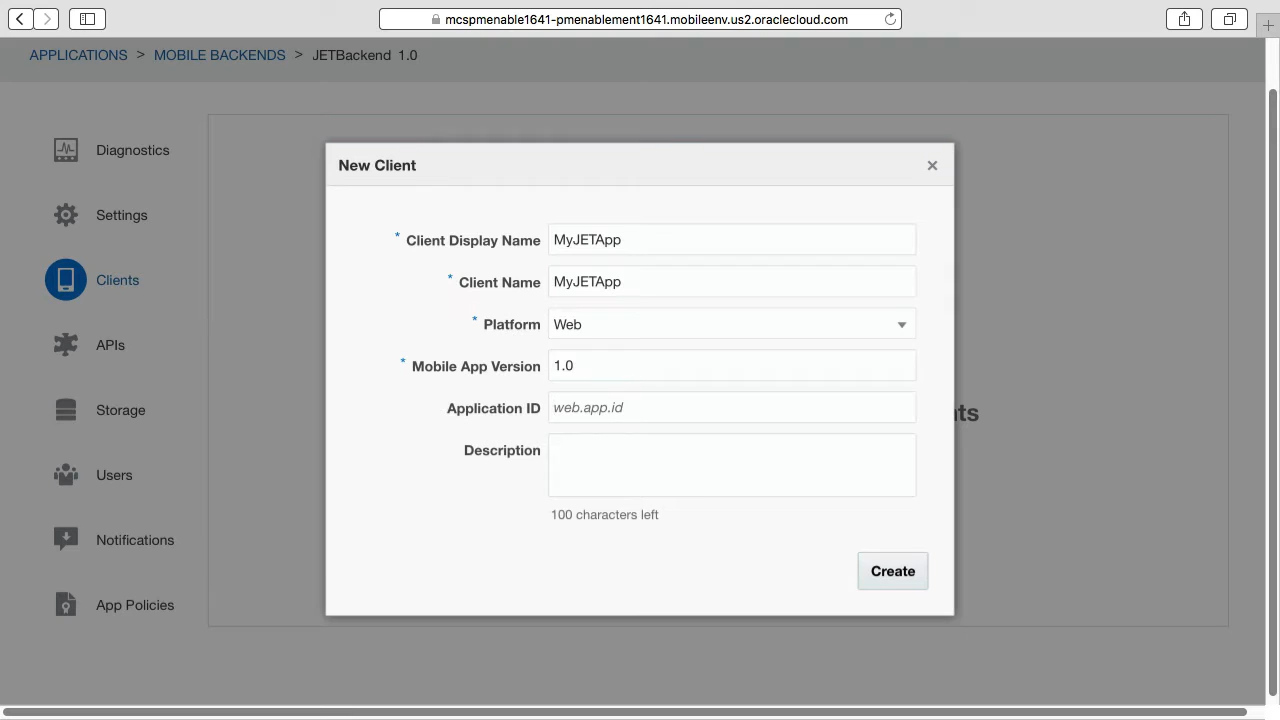 mcspmenable1641-pmenablement1641.mobileenv.us2.oraclecloud.com
APPLICATIONS > MOBILE BACKENDS > JETBackend 1.0
Diagnostics
Settings
Clients
APIs
Storage
Users
Notifications
App Policies
New Client
* Client Display Name MyJETApp
* Client Name MyJETApp
* Platform Web
* Mobile App Version 1.0
Application ID web.app.id
Description
100 characters left
Create